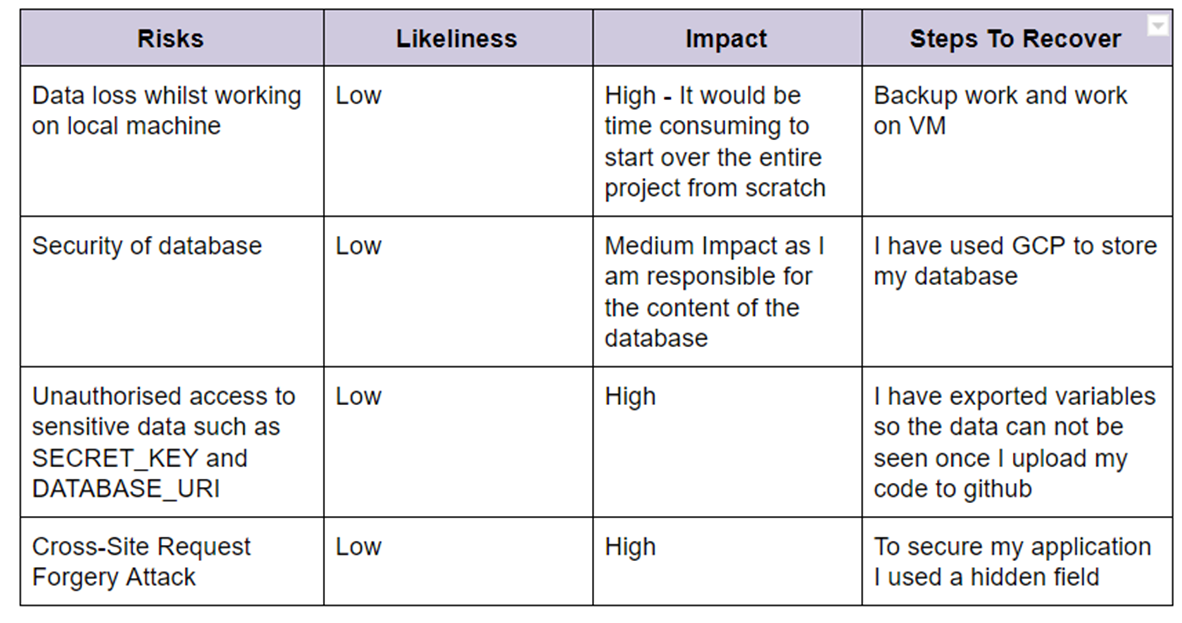 Risks
Likeliness
Impact
Steps To Recover
Data loss whilst working
on local machine
Low
High - It would be
time consuming to
start over the entire
project from scratch
Backup work and work
on VM
Security of database
Low
Medium Impact as I
am responsible for
the content of the
database
I have used GCP to store
my database
Unauthorised access to
sensitive data such as
SECRET_KEY and
DATABASE_URI
Low
High
I have exported variables
so the data can not be
seen once I upload my
code to github
Cross-Site Request
Forgery Attack
Low
High
To secure my application
I used a hidden field